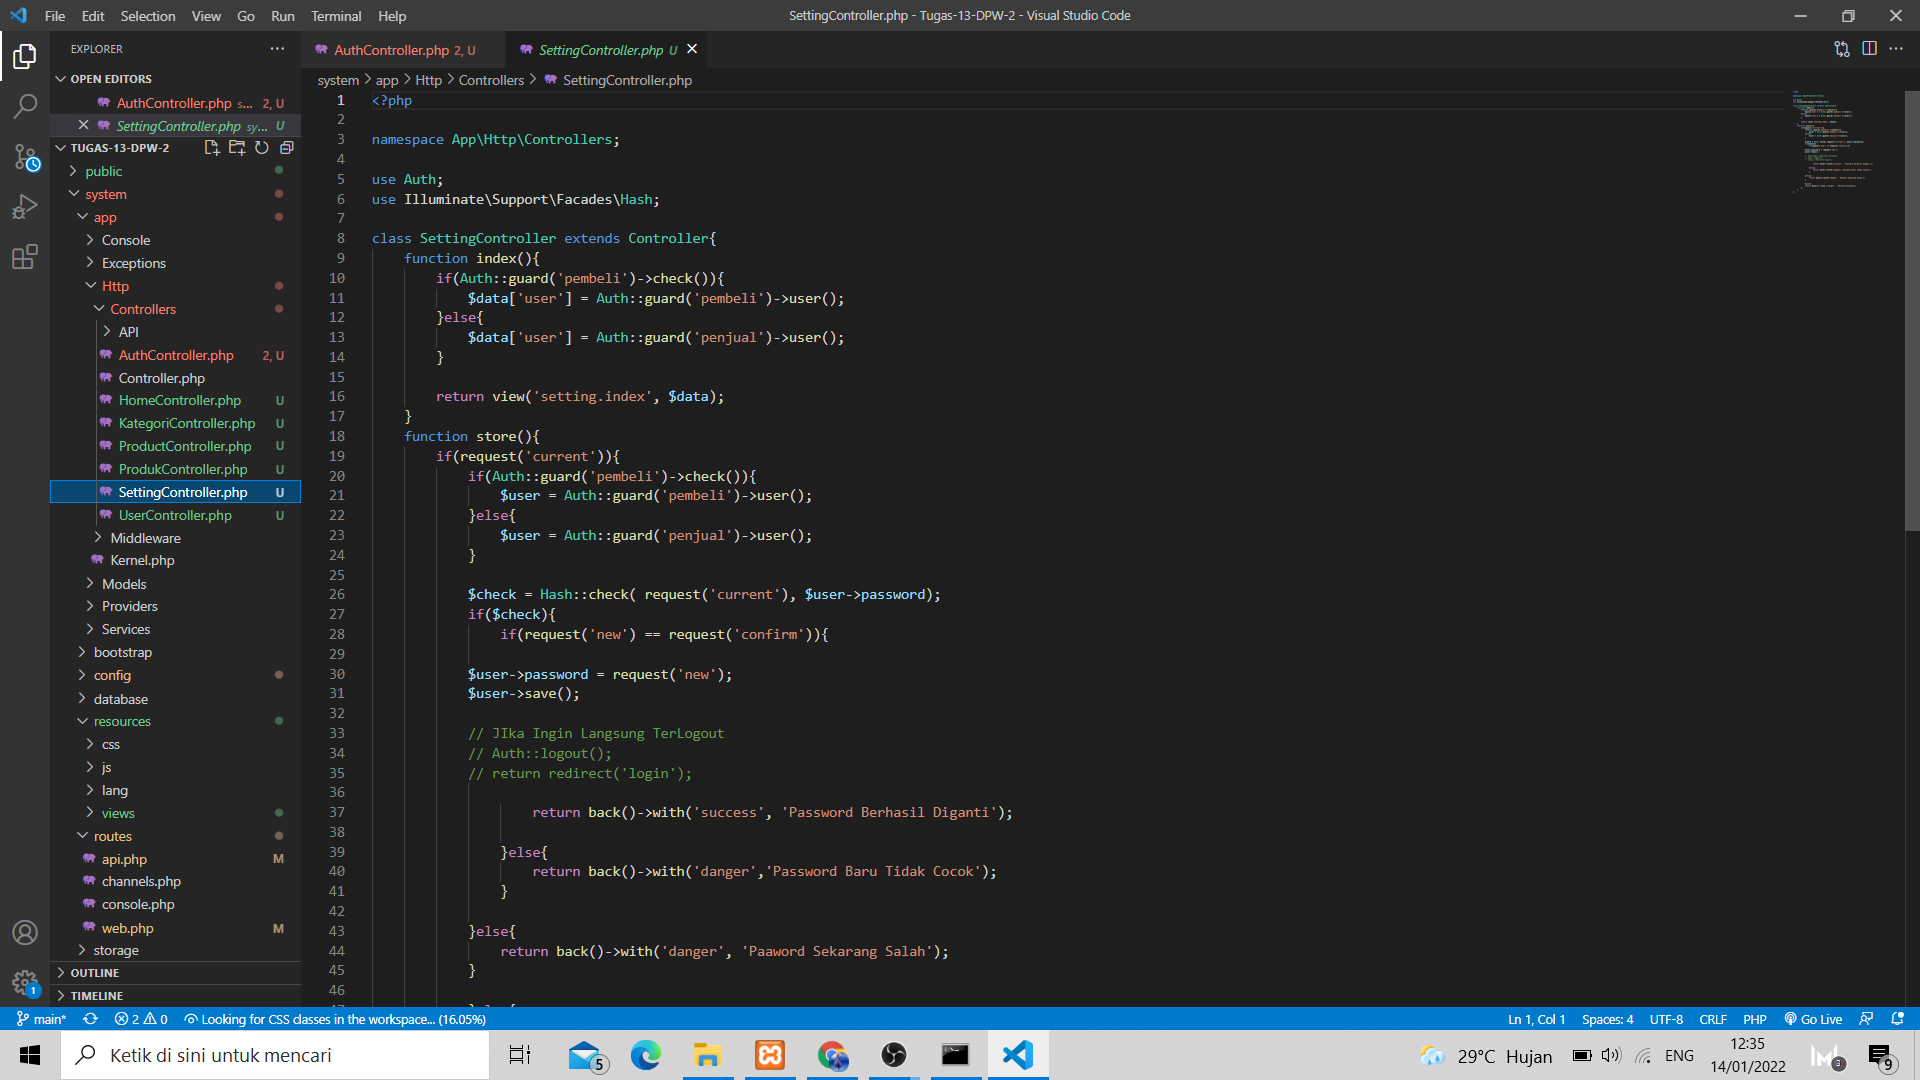 File Edit Selection View Go Run Terminal Help
SettingController.php - Tugas-13-DPW-2 - Visual Studio Code
EXPLORER
OPEN EDITORS
AuthController.php s... 2, U
SettingController.php sy... U
TUGAS-13-DPW-2
public
system
app
Console
Exceptions
Http
Controllers
API
AuthController.php 2, U
Controller.php
HomeController.php U
KategoriController.php U
ProductController.php U
ProdukController.php U
SettingController.php U
UserController.php U
Middleware
Kernel.php
Models
Providers
Services
bootstrap
config
database
resources
css
js
lang
views
routes
api.php M
channels.php
console.php
web.php M
storage
OUTLINE
TIMELINE
AuthController.php 2, U
SettingController.php U
system > app > Http > Controllers > SettingController.php
1 <?php
2
3 namespace App\Http\Controllers;
4
5 use Auth;
6 use Illuminate\Support\Facades\Hash;
7
8 class SettingController extends Controller{
9 function index(){
10 if(Auth::guard('pembeli')->check()){
11 $data['user'] = Auth::guard('pembeli')->user();
12 }else{
13 $data['user'] = Auth::guard('penjual')->user();
14 }
15
16 return view('setting.index', $data);
17 }
18 function store(){
19 if(request('current')){
20 if(Auth::guard('pembeli')->check()){
21 $user = Auth::guard('pembeli')->user();
22 }else{
23 $user = Auth::guard('penjual')->user();
24 }
25
26 $check = Hash::check( request('current'), $user->password);
27 if($check){
28 if(request('new') == request('confirm')){
29
30 $user->password = request('new');
31 $user->save();
32
33 // JIka Ingin Langsung TerLogout
34 // Auth::logout();
35 // return redirect('login');
36
37 return back()->with('success', 'Password Berhasil Diganti');
38
39 }else{
40 return back()->with('danger','Password Baru Tidak Cocok');
41 }
42
43 }else{
44 return back()->with('danger', 'Paaword Sekarang Salah');
45 }
46
main* 2 0 Looking for CSS classes in the workspace... (16.05%)
Ln 1, Col 1 Spaces: 4 UTF-8 CRLF PHP Go Live
1
Ketik di sini untuk mencari
5
29°C Hujan
ENG
12:35
14/01/2022
3
9